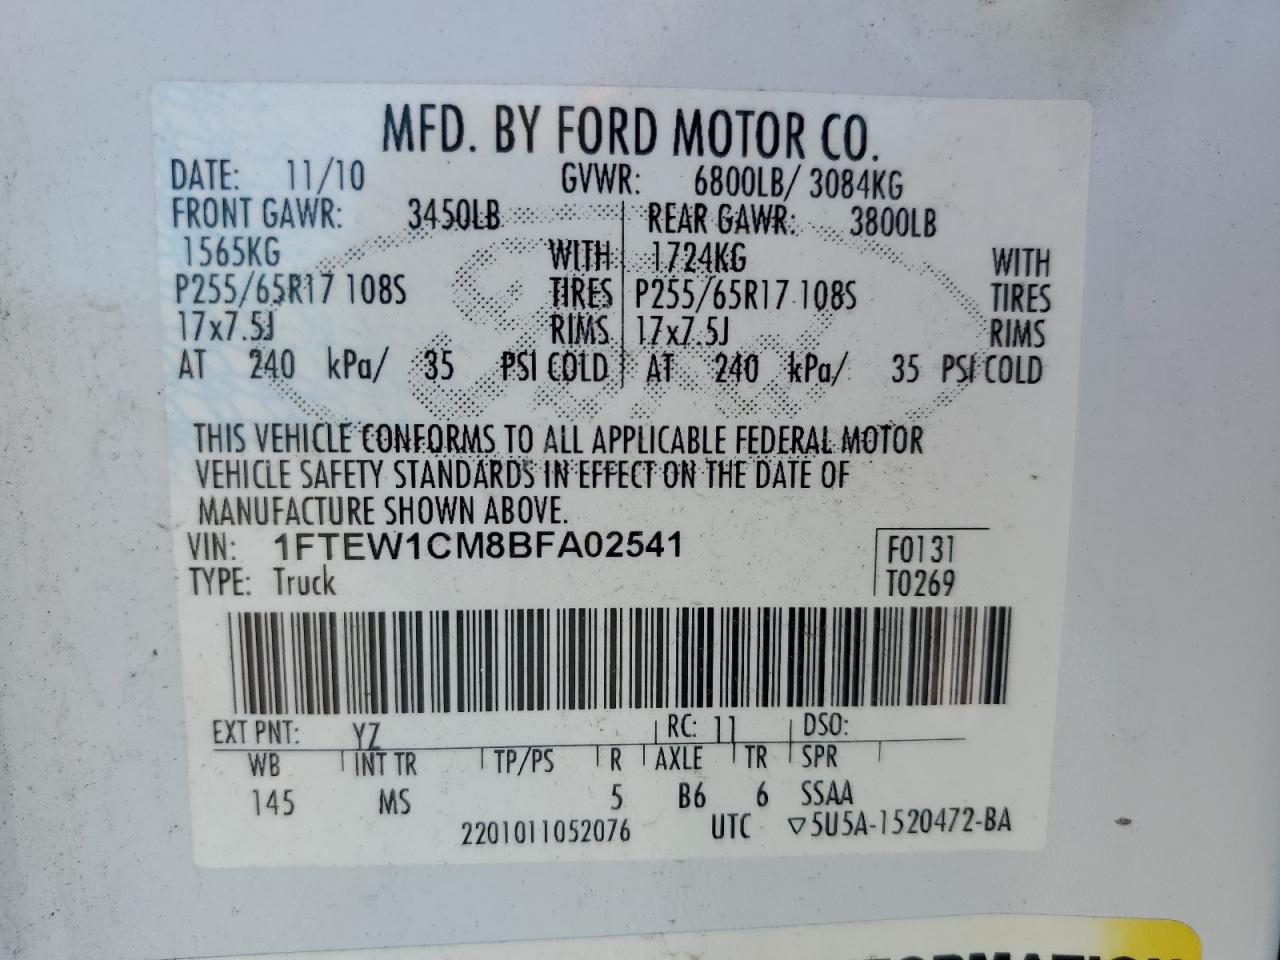 MFD. BY FORD MOTOR CO.
DATE: 11/10 GVWR: 6800LB/ 3084KG
FRONT GAWR: 3450LB REAR GAWR: 3800LB
1565KG WITH 1724KG WITH
P255/65R17 108S TIRES P255/65R17 108S TIRES
17x7.5J RIMS 17x7.5J RIMS
AT 240 kPa/ 35 PSI COLD AT 240 kPa/ 35 PSI COLD
THIS VEHICLE CONFORMS TO ALL APPLICABLE FEDERAL MOTOR
VEHICLE SAFETY STANDARDS IN EFFECT ON THE DATE OF
MANUFACTURE SHOWN ABOVE.
VIN: 1FTEW1CM8BFA02541 F0131
TYPE: Truck T0269
EXT PNT: YZ RC: 11 DSO:
WB INT TR TP/PS R AXLE TR SPR
145 MS 5 B6 6 SSAA
2201011052076 UTC ▽5U5A-1520472-BA